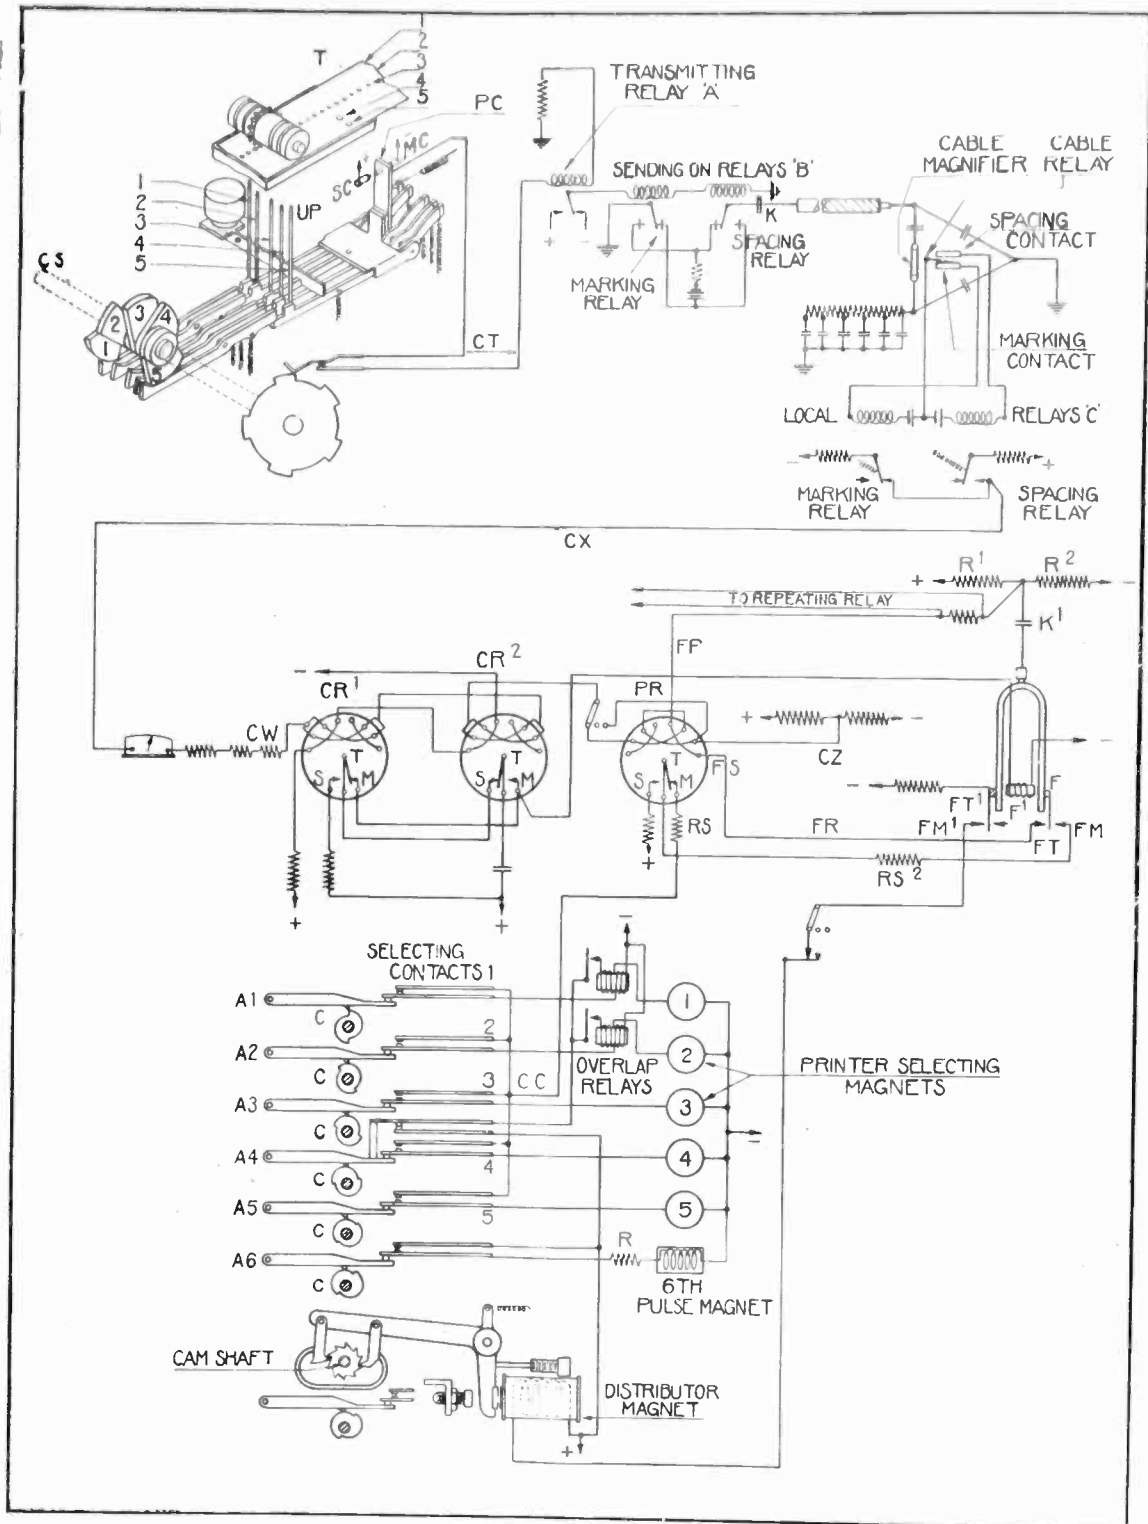 T
1
2
3
4
5
PC
MC
SC
+
1
2
3
4
5
UP
CS
1
2
3
4
5
CT
TRANSMITTING
RELAY 'A'
SENDING ON RELAYS 'B'
K
+
−
+
+
MARKING
RELAY
SPACING
RELAY
CABLE
MAGNIFIER
CABLE
RELAY
SPACING
CONTACT
MARKING
CONTACT
LOCAL
RELAYS 'C'
−
+
MARKING
RELAY
SPACING
RELAY
CX
+
R1
R2
−
TO REPEATING RELAY
K1
FF
−
CR2
CR1
CW
PR
+
−
CZ
T
S
M
T
S
M
T
S
M
FS
RS
−
−
FT1
F1
F
FM1
FR
FT
FM
RS2
+
+
+
−
SELECTING
CONTACTS 1
A1
C
1
2
A2
C
2
OVERLAP
RELAYS
PRINTER SELECTING
MAGNETS
3
CC
A3
C
3
−
A4
C
4
4
A5
C
5
5
A6
C
R
6TH
PULSE MAGNET
CAM SHAFT
DISTRIBUTOR
MAGNET
+